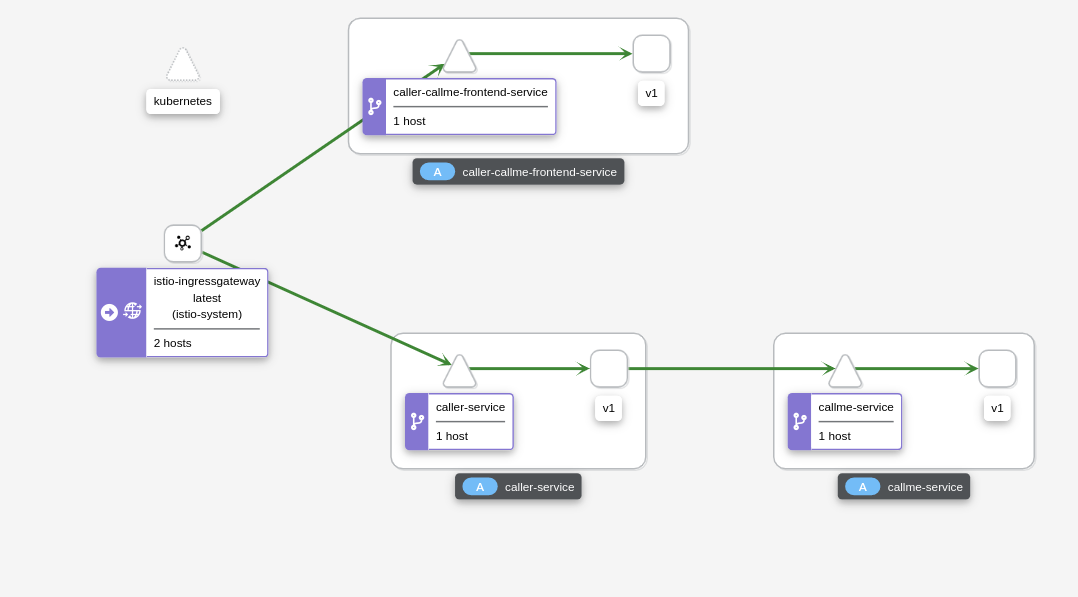 kubernetes
caller-callme-frontend-service
1 host
v1
A caller-callme-frontend-service
istio-ingressgateway
latest
(istio-system)
2 hosts
caller-service
1 host
v1
A caller-service
callme-service
1 host
v1
A callme-service